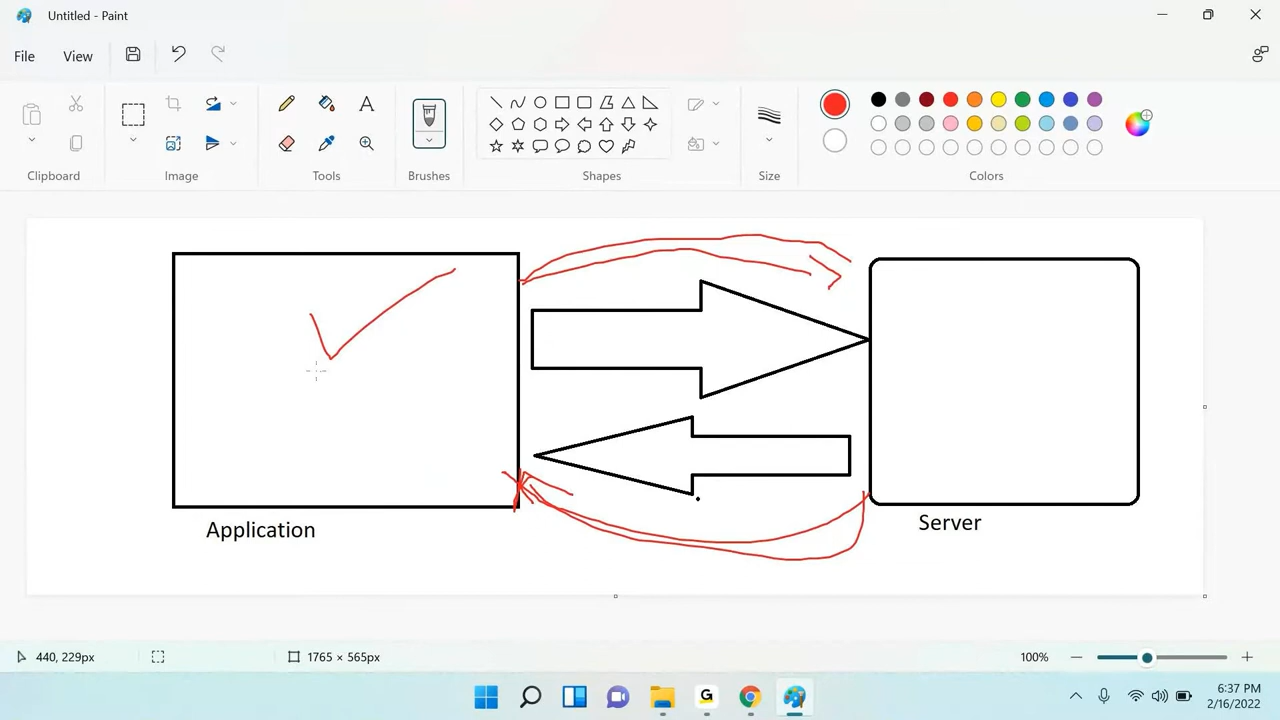 Untitled - Paint
File View
Clipboard Image Tools Brushes Shapes Size Colors
Application
Server
440, 229px
1765 × 565px
100%
G
6:37 PM
2/16/2022